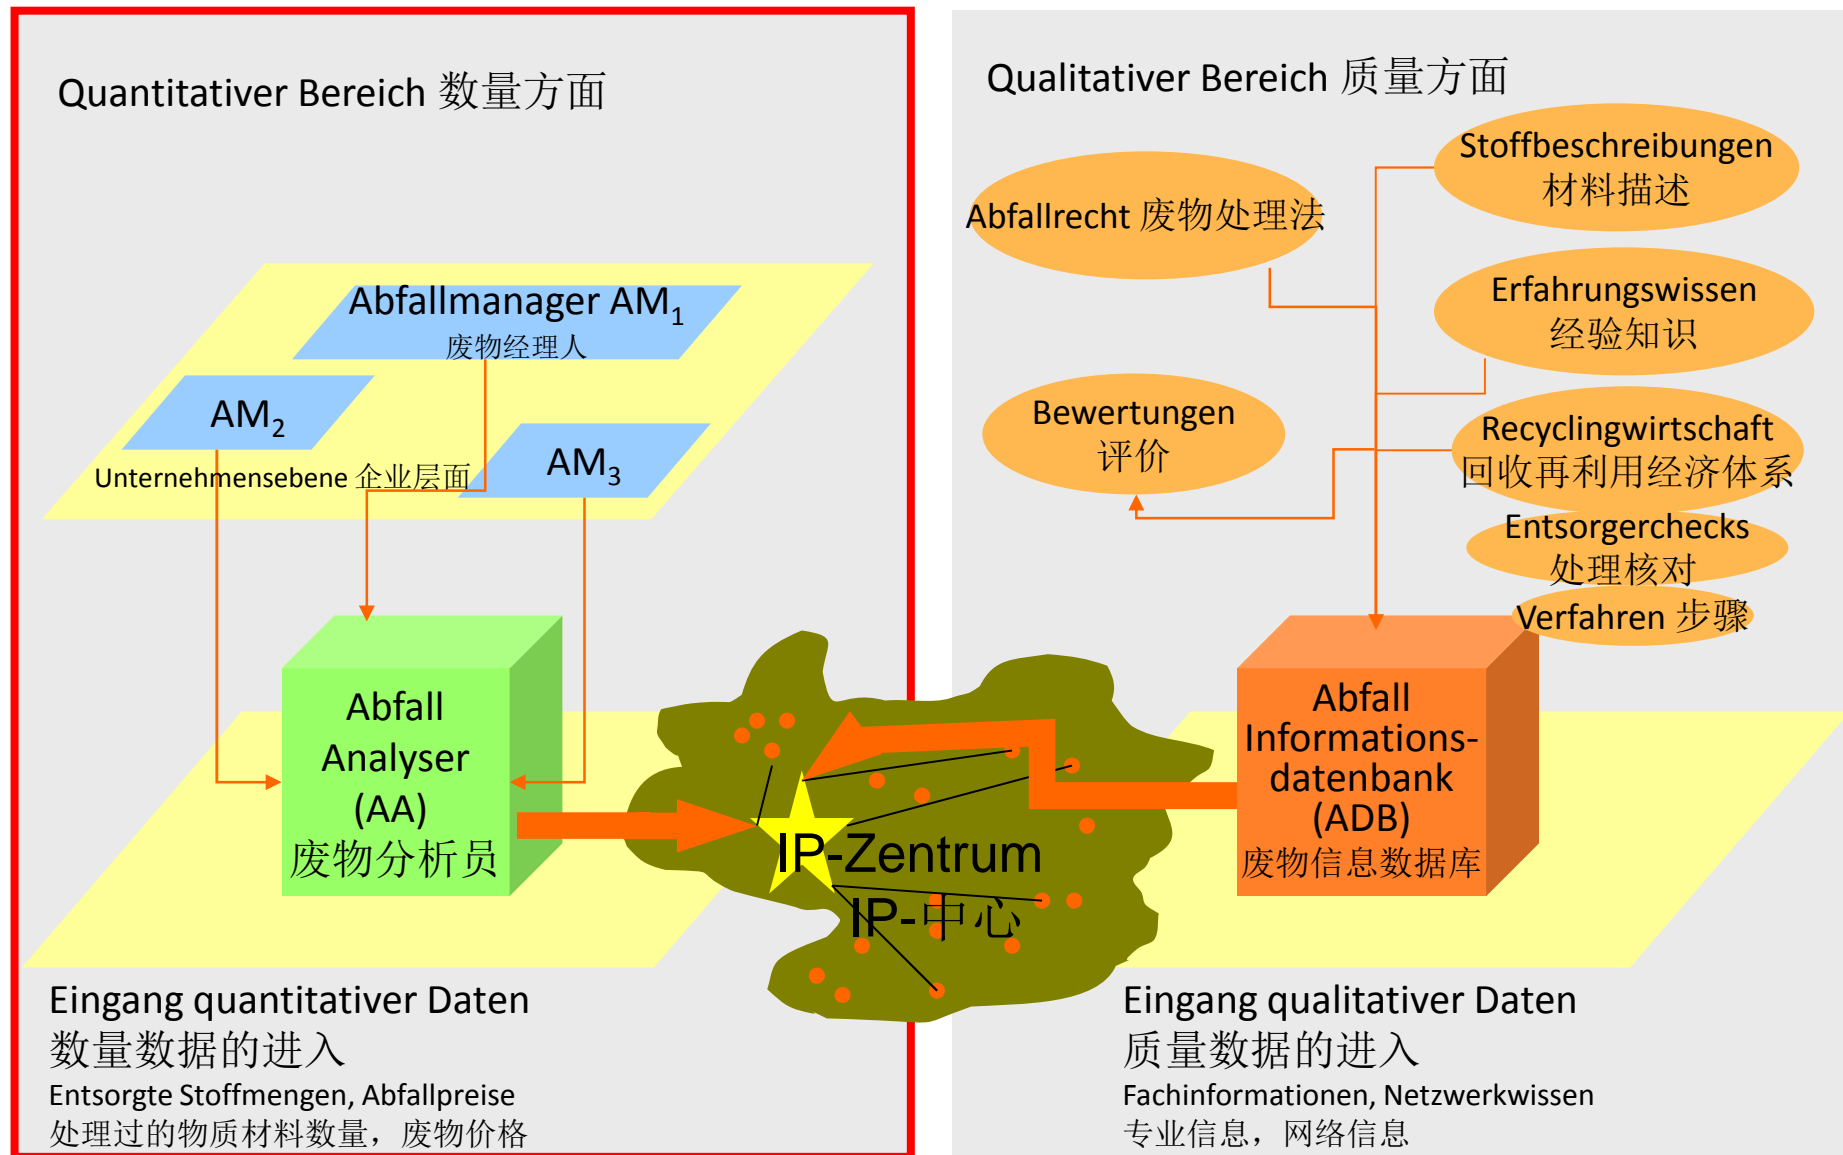 Quantitativer Bereich 数量方面
Abfallmanager AM₁
废物经理人
AM₂
AM₃
Unternehmensebene 企业层面
Abfall
Analyser
(AA)
废物分析员
Eingang quantitativer Daten
数量数据的进入
Entsorgte Stoffmengen, Abfallpreise
处理过的物质材料数量，废物价格
IP-Zentrum
IP-中心
Qualitativer Bereich 质量方面
Stoffbeschreibungen
材料描述
Abfallrecht 废物处理法
Erfahrungswissen
经验知识
Bewertungen
评价
Recyclingwirtschaft
回收再利用经济体系
Entsorgerchecks
处理核对
Verfahren 步骤
Abfall
Informations-
datenbank
(ADB)
废物信息数据库
Eingang qualitativer Daten
质量数据的进入
Fachinformationen, Netzwerkwissen
专业信息，网络信息